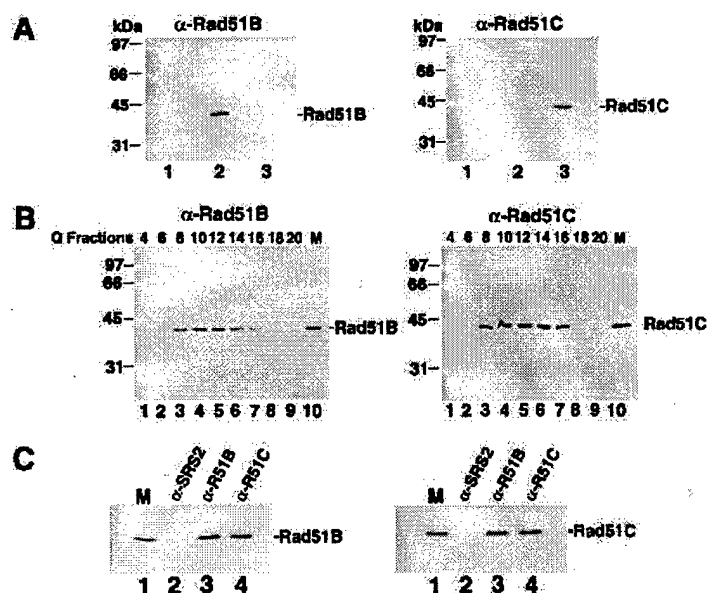 A
kDa α-Rad51B
97-
66-
45-
-Rad51B
31-
1 2 3
kDa α-Rad51C
97-
66-
45-
-Rad51C
31-
1 2 3
B
α-Rad51B
Q Fractions 4 6 8 10 12 14 16 18 20 M
97-
66-
45-
-Rad51B
31-
1 2 3 4 5 6 7 8 9 10
α-Rad51C
4 6 8 10 12 14 16 18 20 M
97-
66-
45-
Rad51C
31-
1 2 3 4 5 6 7 8 9 10
C
M α-SRS2 α-R51B α-R51C
-Rad51B
1 2 3 4
M α-SRS2 α-R51B α-R51C
-Rad51C
1 2 3 4